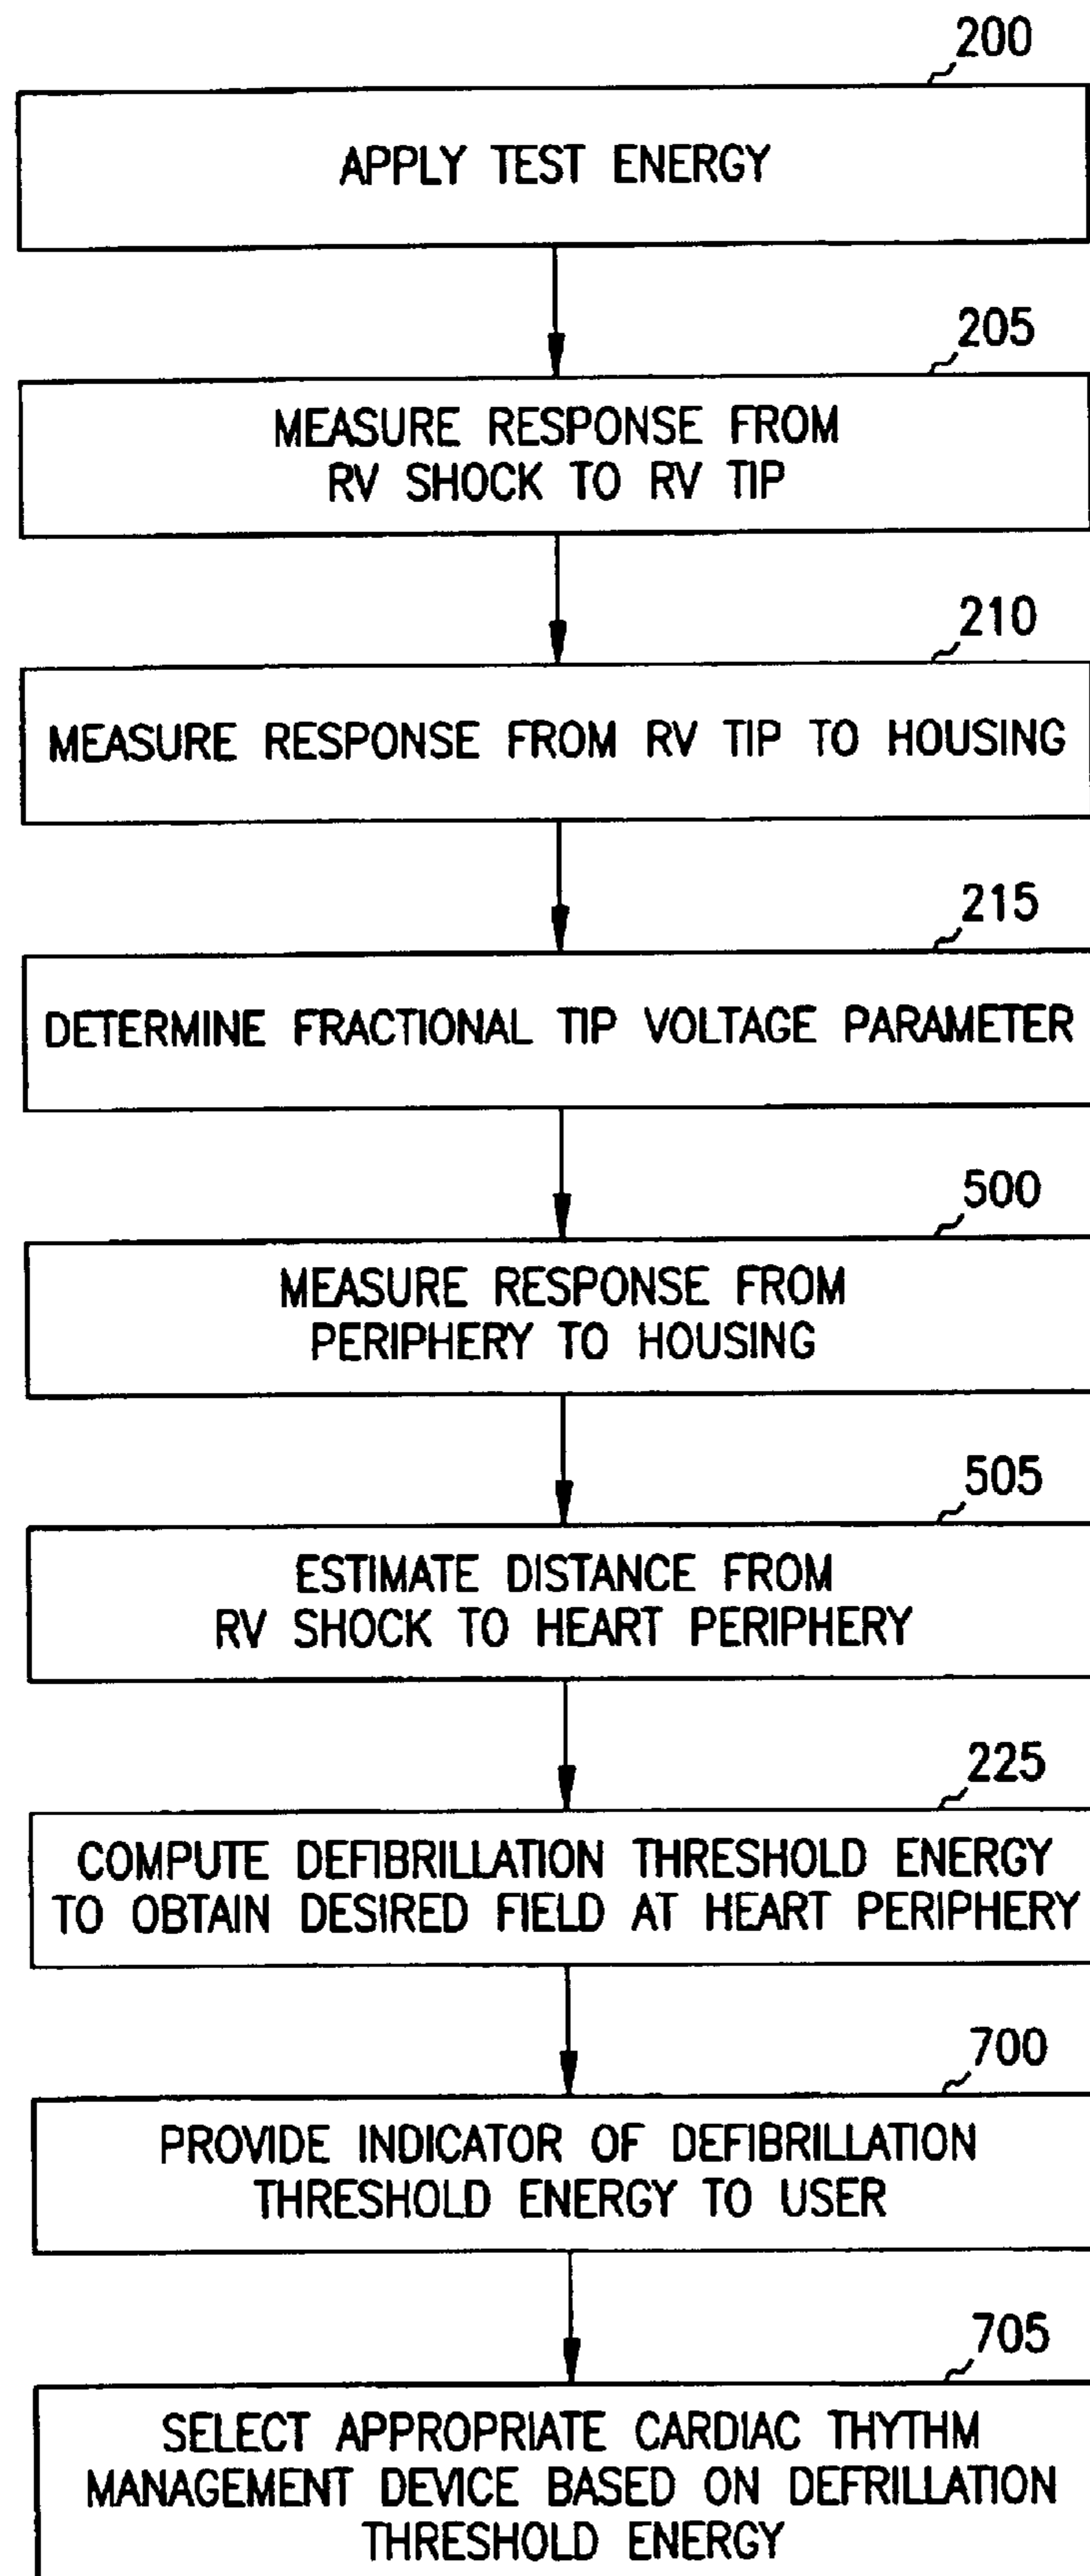 200
APPLY TEST ENERGY
205
MEASURE RESPONSE FROM
RV SHOCK TO RV TIP
210
MEASURE RESPONSE FROM RV TIP TO HOUSING
215
DETERMINE FRACTIONAL TIP VOLTAGE PARAMETER
500
MEASURE RESPONSE FROM
PERIPHERY TO HOUSING
505
ESTIMATE DISTANCE FROM
RV SHOCK TO HEART PERIPHERY
225
COMPUTE DEFIBRILLATION THRESHOLD ENERGY
TO OBTAIN DESIRED FIELD AT HEART PERIPHERY
700
PROVIDE INDICATOR OF DEFIBRILLATION
THRESHOLD ENERGY TO USER
705
SELECT APPROPRIATE CARDIAC THYTHM
MANAGEMENT DEVICE BASED ON DEFRILLATION
THRESHOLD ENERGY